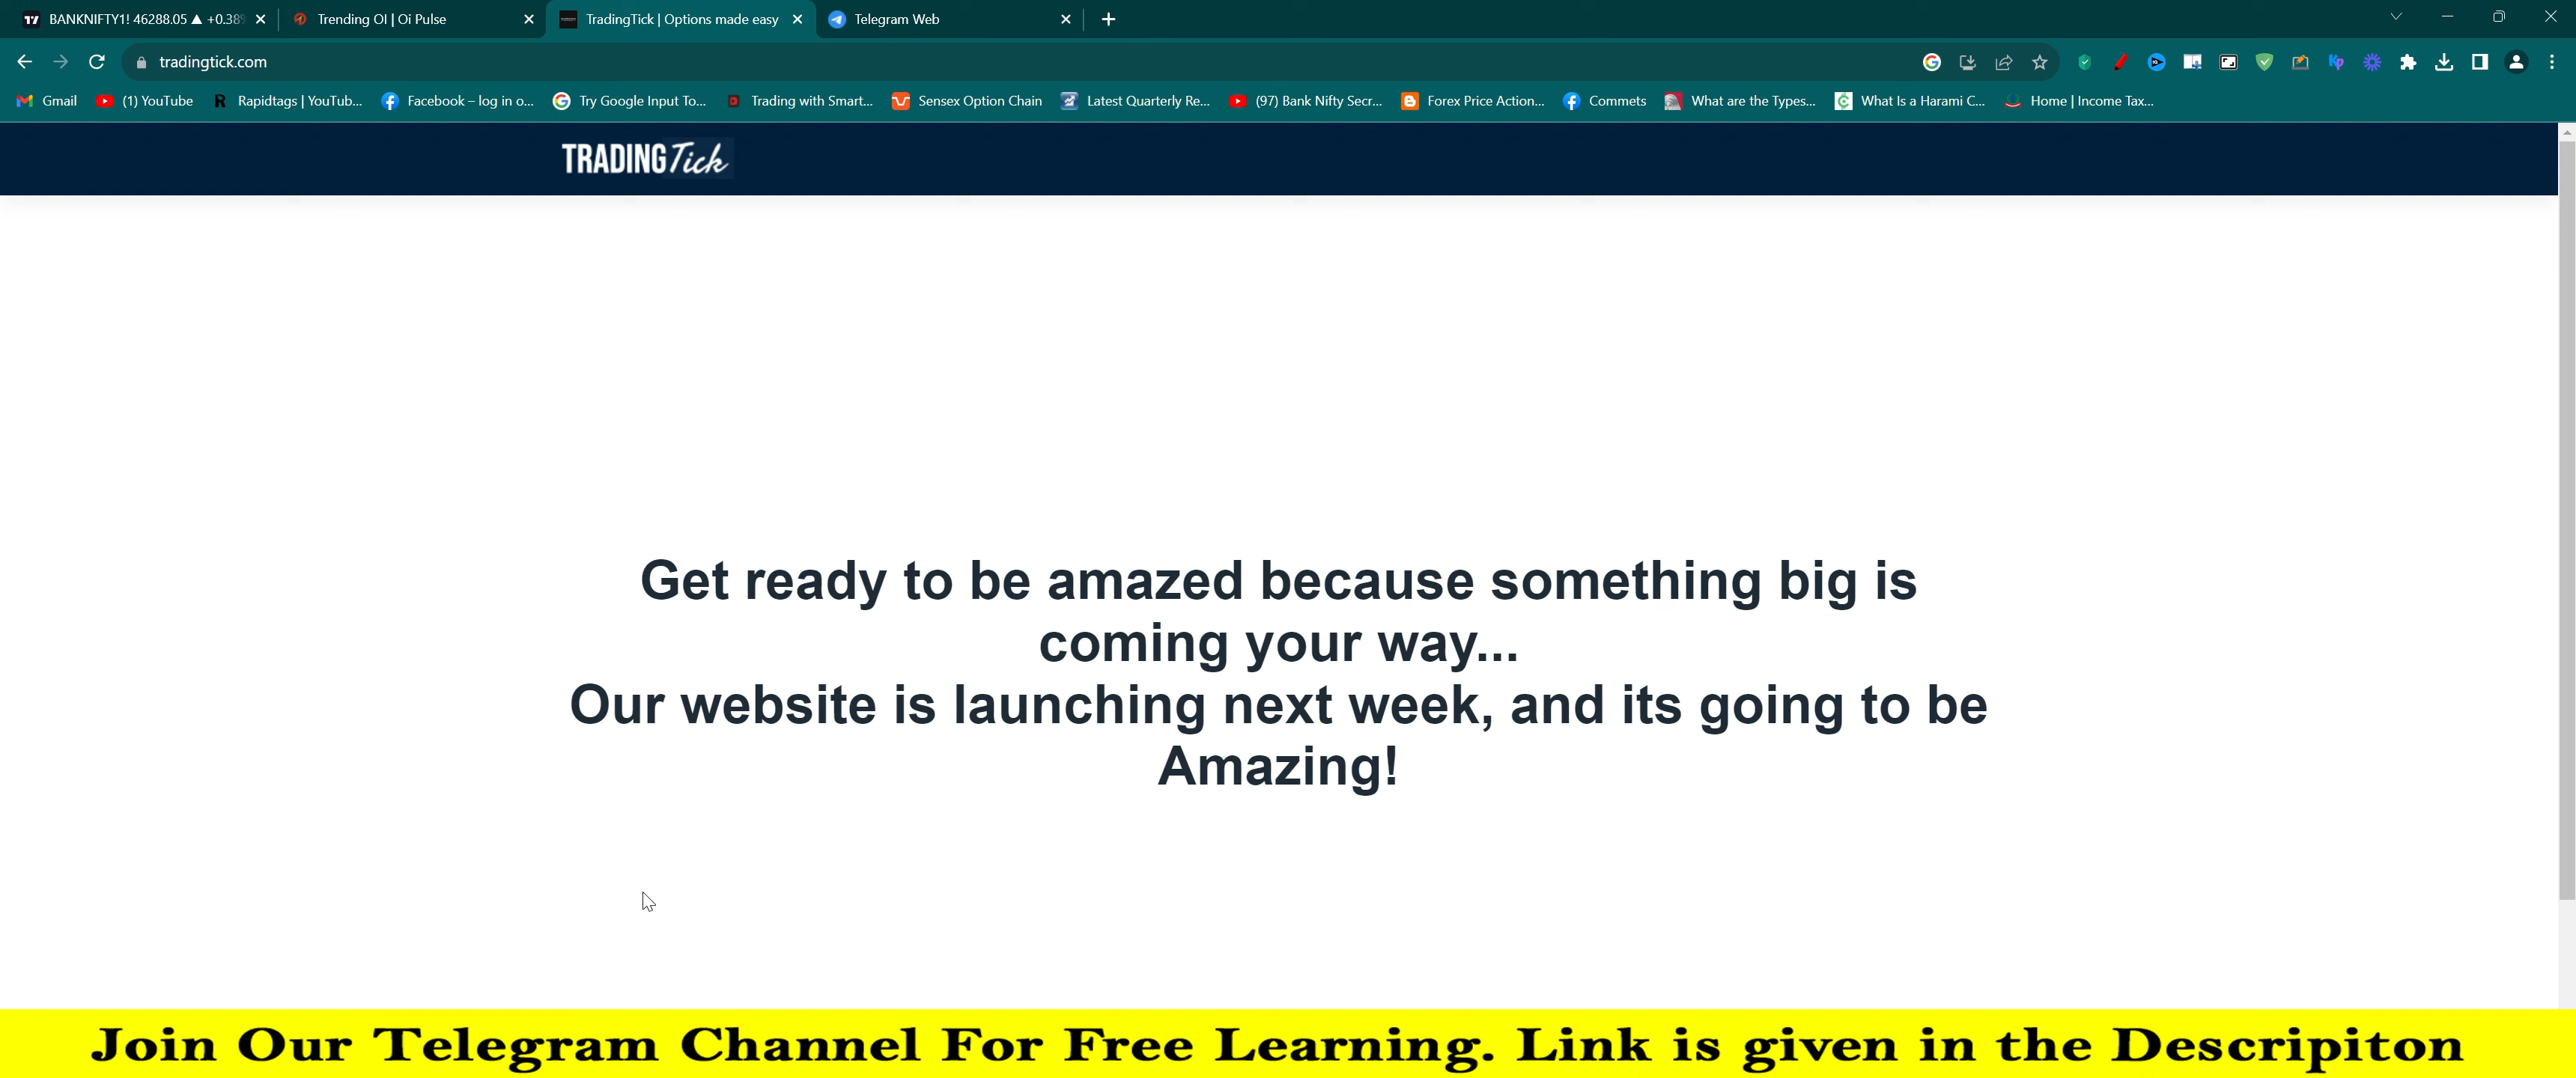 BANKNIFTY1! 46288.05 ▲ +0.38%
Trending OI | Oi Pulse
TradingTick | Options made easy
Telegram Web
tradingtick.com
Gmail
(1) YouTube
Rapidtags | YouTub...
Facebook – log in o...
Try Google Input To...
Trading with Smart...
Sensex Option Chain
Latest Quarterly Re...
(97) Bank Nifty Secr...
Forex Price Action...
Commets
What are the Types...
What Is a Harami C...
Home | Income Tax...
TRADINGTick
Get ready to be amazed because something big is
coming your way...
Our website is launching next week, and its going to be
Amazing!
Join Our Telegram Channel For Free Learning. Link is given in the Descripiton